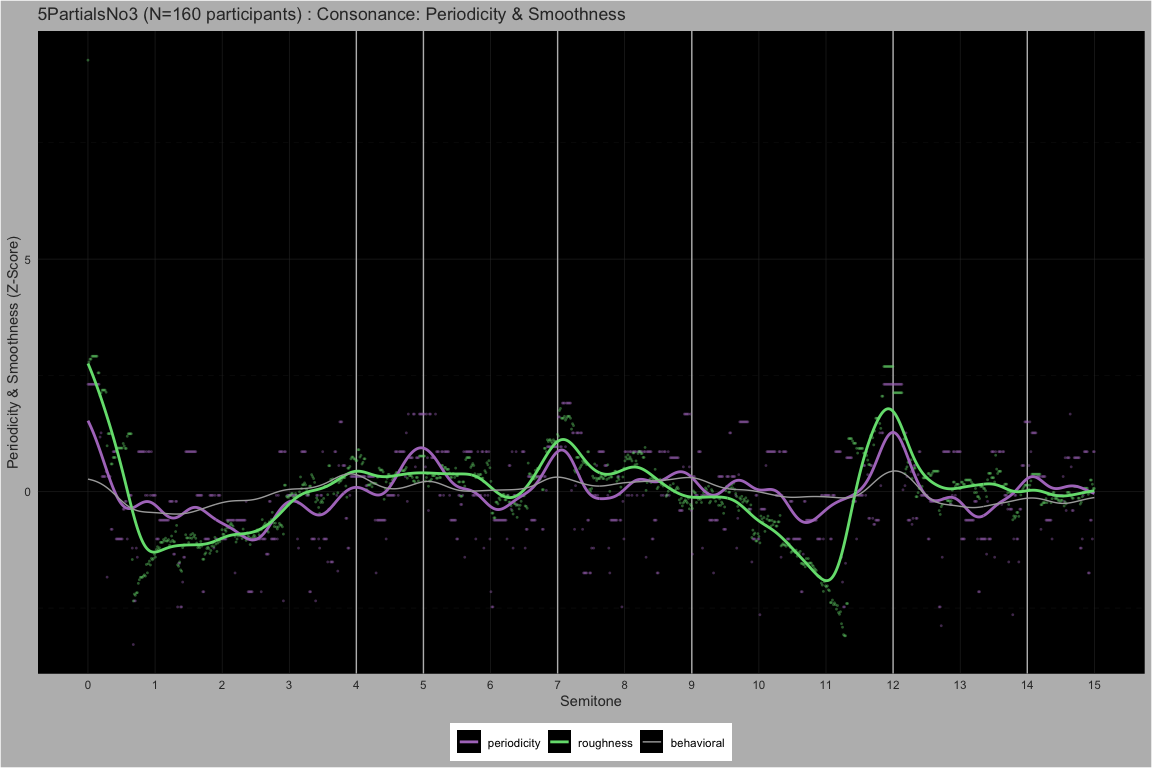 5PartialsNo3 (N=160 participants) : Consonance: Periodicity & Smoothness
Periodicity & Smoothness (Z-Score)
5
0
0 1 2 3 4 5 6 7 8 9 10 11 12 13 14 15
Semitone
periodicity roughness behavioral